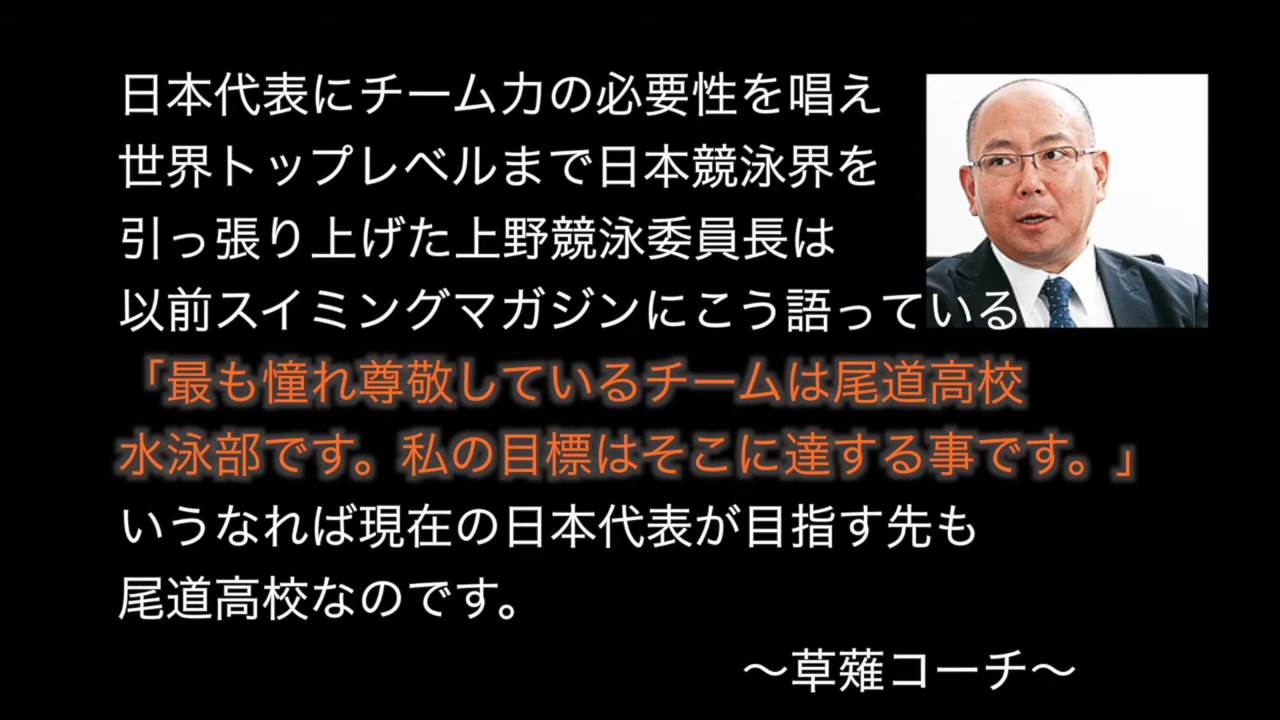 日本代表にチーム力の必要性を唱え
世界トップレベルまで日本競泳界を
引っ張り上げた上野競泳委員長は
以前スイミングマガジンにこう語っている
「最も憧れ尊敬しているチームは尾道高校
水泳部です。私の目標はそこに達する事です。」
いうなれば現在の日本代表が目指す先も
尾道高校なのです。
～草薙コーチ～